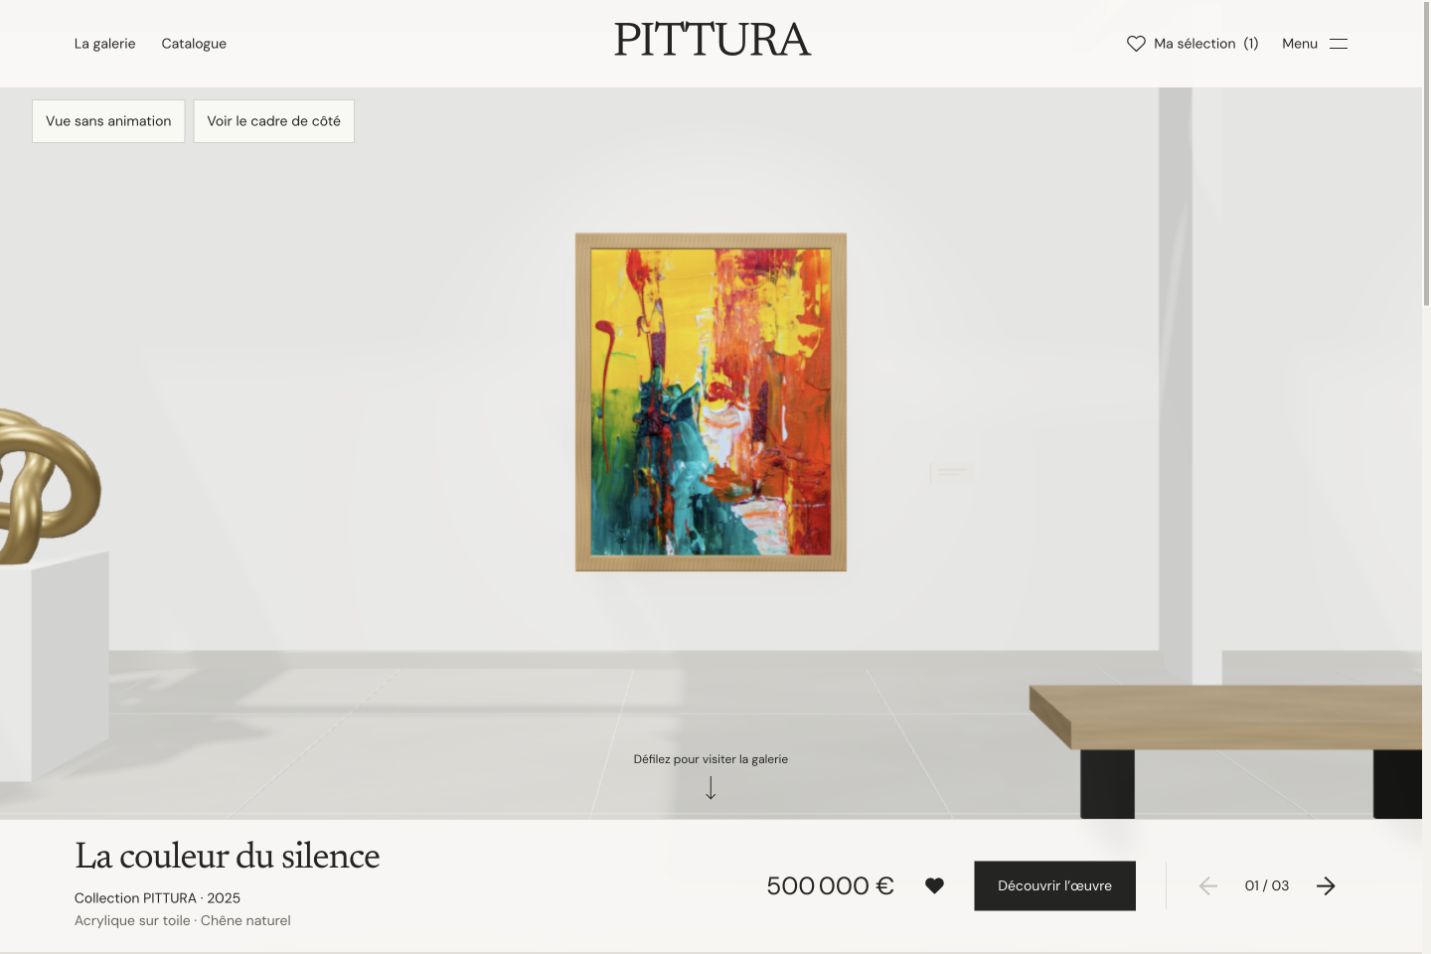 La galerie
Catalogue
PITTURA
Ma sélection (1)
Menu
Vue sans animation
Voir le cadre de côté
Défilez pour visiter la galerie
La couleur du silence
Collection PITTURA · 2025
Acrylique sur toile · Chêne naturel
500 000 €
Découvrir l’œuvre
01 / 03